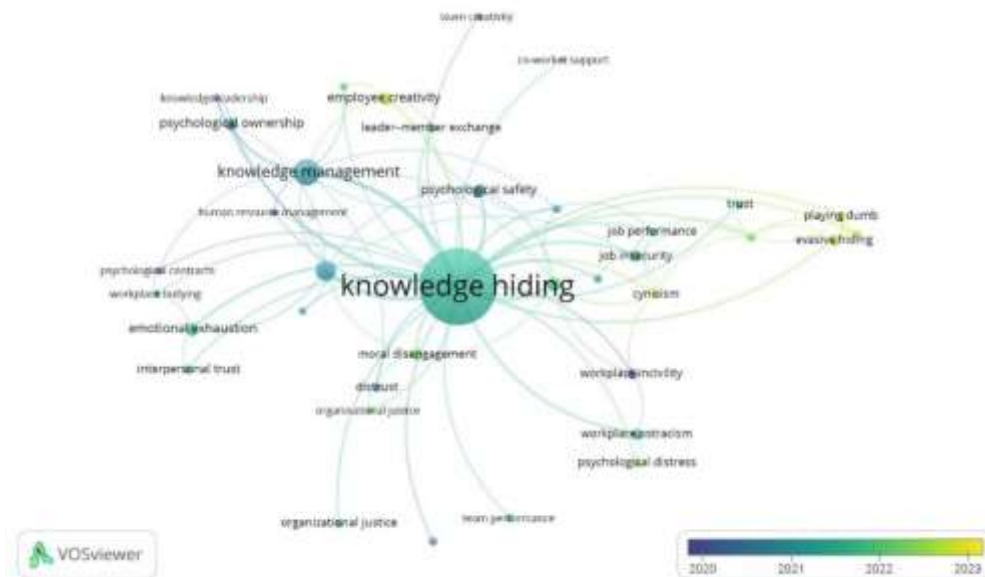 team creativity
co-worker support
employee creativity
knowledge leadership
psychological ownership
leader-member exchange
knowledge management
psychological safety
human resource management
trust
playing dumb
job performance
evasive hiding
job insecurity
psychological contracts
knowledge hiding
workplace bullying
cynicism
emotional exhaustion
moral disengagement
interpersonal trust
workplace incivility
distrust
organisational justice
workplace ostracism
psychological distress
organizational justice
team performance
VOSviewer
2020 2021 2022 2023